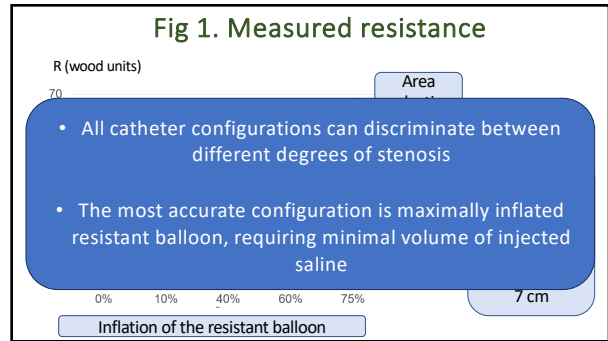 Fig 1. Measured resistance
R (wood units)
Area
70
• All catheter configurations can discriminate between
different degrees of stenosis
• The most accurate configuration is maximally inflated
resistant balloon, requiring minimal volume of injected
saline
7 cm
0% 10% 40% 60% 75%
Inflation of the resistant balloon